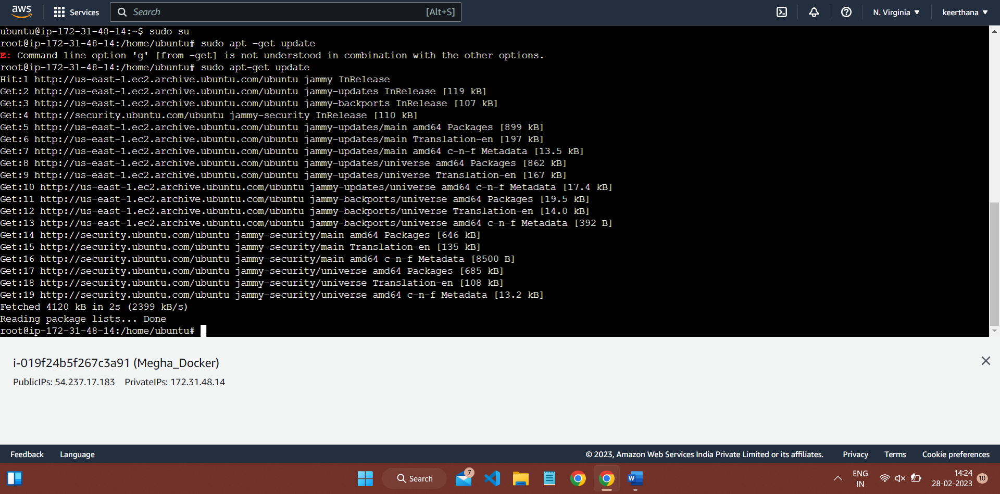 aws Services Search [Alt+S] N. Virginia ▼ keerthana ▼
ubuntu@ip-172-31-48-14:~$ sudo su
root@ip-172-31-48-14:/home/ubuntu# sudo apt -get update
E: Command line option 'g' [from -get] is not understood in combination with the other options.
root@ip-172-31-48-14:/home/ubuntu# sudo apt-get update
Hit:1 http://us-east-1.ec2.archive.ubuntu.com/ubuntu jammy InRelease
Get:2 http://us-east-1.ec2.archive.ubuntu.com/ubuntu jammy-updates InRelease [119 kB]
Get:3 http://us-east-1.ec2.archive.ubuntu.com/ubuntu jammy-backports InRelease [107 kB]
Get:4 http://security.ubuntu.com/ubuntu jammy-security InRelease [110 kB]
Get:5 http://us-east-1.ec2.archive.ubuntu.com/ubuntu jammy-updates/main amd64 Packages [899 kB]
Get:6 http://us-east-1.ec2.archive.ubuntu.com/ubuntu jammy-updates/main Translation-en [197 kB]
Get:7 http://us-east-1.ec2.archive.ubuntu.com/ubuntu jammy-updates/main amd64 c-n-f Metadata [13.5 kB]
Get:8 http://us-east-1.ec2.archive.ubuntu.com/ubuntu jammy-updates/universe amd64 Packages [862 kB]
Get:9 http://us-east-1.ec2.archive.ubuntu.com/ubuntu jammy-updates/universe Translation-en [167 kB]
Get:10 http://us-east-1.ec2.archive.ubuntu.com/ubuntu jammy-updates/universe amd64 c-n-f Metadata [17.4 kB]
Get:11 http://us-east-1.ec2.archive.ubuntu.com/ubuntu jammy-backports/universe amd64 Packages [19.5 kB]
Get:12 http://us-east-1.ec2.archive.ubuntu.com/ubuntu jammy-backports/universe Translation-en [14.0 kB]
Get:13 http://us-east-1.ec2.archive.ubuntu.com/ubuntu jammy-backports/universe amd64 c-n-f Metadata [392 B]
Get:14 http://security.ubuntu.com/ubuntu jammy-security/main amd64 Packages [646 kB]
Get:15 http://security.ubuntu.com/ubuntu jammy-security/main Translation-en [135 kB]
Get:16 http://security.ubuntu.com/ubuntu jammy-security/main amd64 c-n-f Metadata [8500 B]
Get:17 http://security.ubuntu.com/ubuntu jammy-security/universe amd64 Packages [685 kB]
Get:18 http://security.ubuntu.com/ubuntu jammy-security/universe Translation-en [108 kB]
Get:19 http://security.ubuntu.com/ubuntu jammy-security/universe amd64 c-n-f Metadata [13.2 kB]
Fetched 4120 kB in 2s (2399 kB/s)
Reading package lists... Done
root@ip-172-31-48-14:/home/ubuntu#
i-019f24b5f267c3a91 (Megha_Docker)
PublicIPs: 54.237.17.183 PrivateIPs: 172.31.48.14
Feedback Language © 2023, Amazon Web Services India Private Limited or its affiliates. Privacy Terms Cookie preferences
Search 7 W ENG 14:24 10
IN 28-02-2023